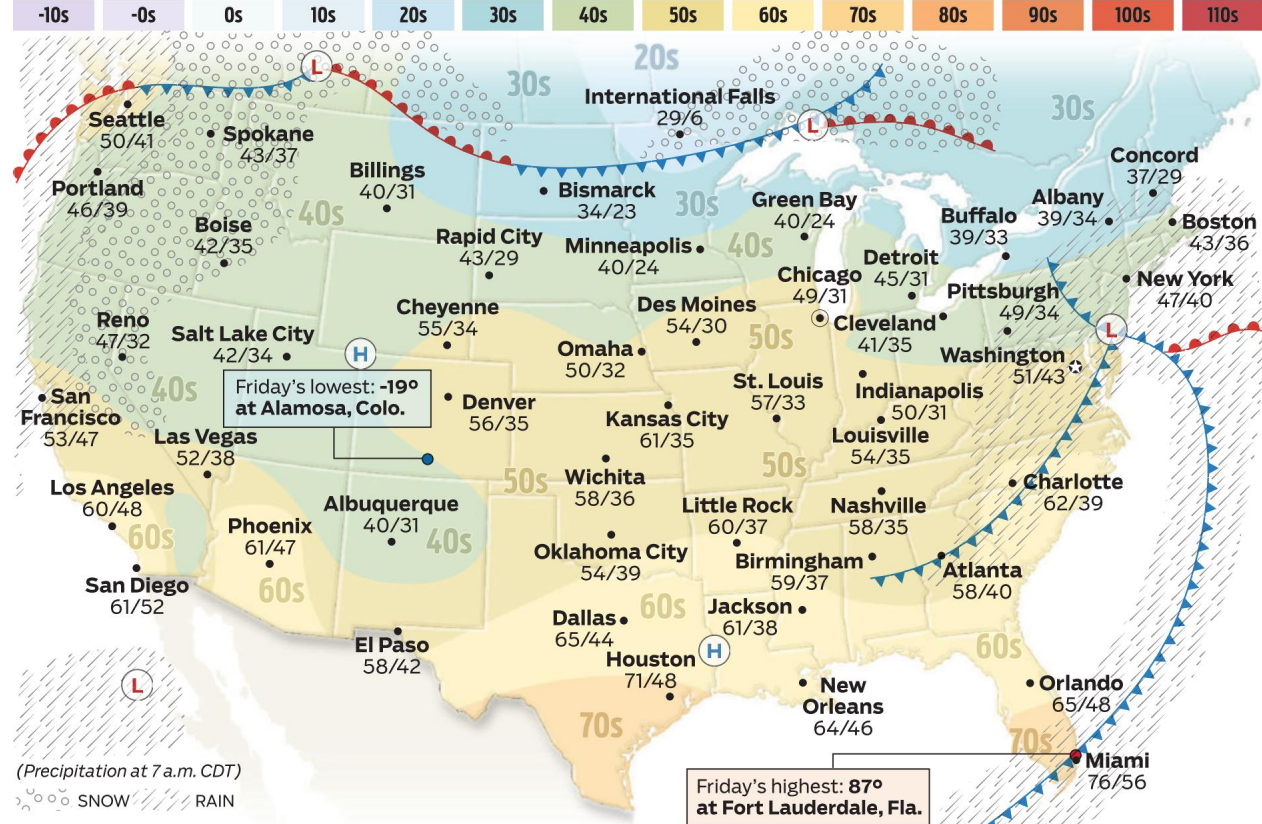 -10s -0s 0s 10s 20s 30s 40s 50s 60s 70s 80s 90s 100s 110s
20s
30s
30s
L
L
International Falls
29/6
Seattle
50/41
Spokane
43/37
Billings
40/31
Bismarck
34/23
30s
Green Bay
40/24
Concord
37/29
Albany
39/34
Portland
46/39
40s
Boise
42/35
Rapid City
43/29
Minneapolis
40/24
40s
Buffalo
39/33
Boston
43/36
Detroit
45/31
Chicago
49/31
New York
47/40
Pittsburgh
49/34
Reno
47/32
Salt Lake City
42/34
H
Cheyenne
55/34
Des Moines
54/30
50s
Omaha
50/32
Cleveland
41/35
L
Washington
51/43
40s
Friday's lowest: -19º
at Alamosa, Colo.
San
Francisco
53/47
Denver
56/35
Kansas City
61/35
St. Louis
57/33
Indianapolis
50/31
Louisville
54/35
Las Vegas
52/38
50s
50s
Wichita
58/36
Los Angeles
60/48
60s
Phoenix
61/47
60s
Albuquerque
40/31
40s
Little Rock
60/37
Nashville
58/35
Charlotte
62/39
Oklahoma City
54/39
Birmingham
59/37
Atlanta
58/40
San Diego
61/52
El Paso
58/42
Dallas
65/44
60s
Jackson
61/38
H
60s
Houston
71/48
L
70s
New
Orleans
64/46
Orlando
65/48
70s
Miami
76/56
Friday's highest: 87º
at Fort Lauderdale, Fla.
(Precipitation at 7 a.m. CDT)
SNOW RAIN